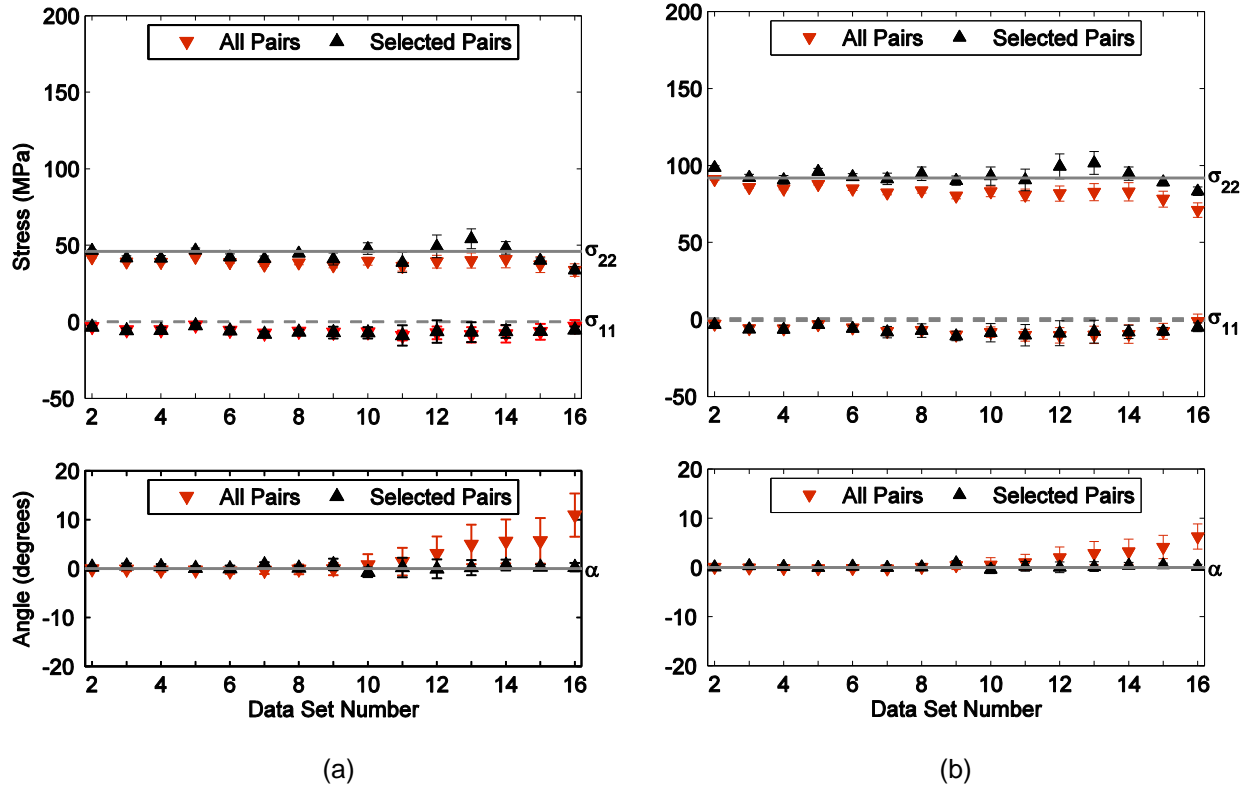 200
All Pairs Selected Pairs
150
100
50
0
-50
Stress (MPa)
σ22
σ11
2 4 6 8 10 12 14 16
20
All Pairs Selected Pairs
10
0
-10
-20
Angle (degrees)
α
2 4 6 8 10 12 14 16
Data Set Number
(a)
200
All Pairs Selected Pairs
150
100
50
0
-50
Stress (MPa)
σ22
σ11
2 4 6 8 10 12 14 16
20
All Pairs Selected Pairs
10
0
-10
-20
Angle (degrees)
α
2 4 6 8 10 12 14 16
Data Set Number
(b)